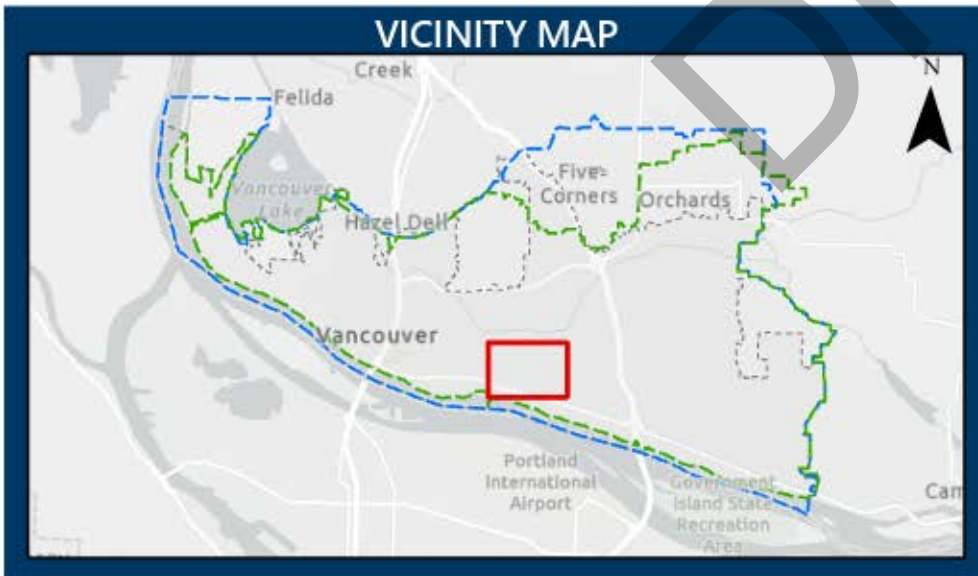 VICINITY MAP
Creek
N
Felida
Vancouver
Lake
Five
Corners
Orchards
Hazel Dell
Vancouver
Portland
International
Airport
Government
Island State
Recreation
Area
Cam